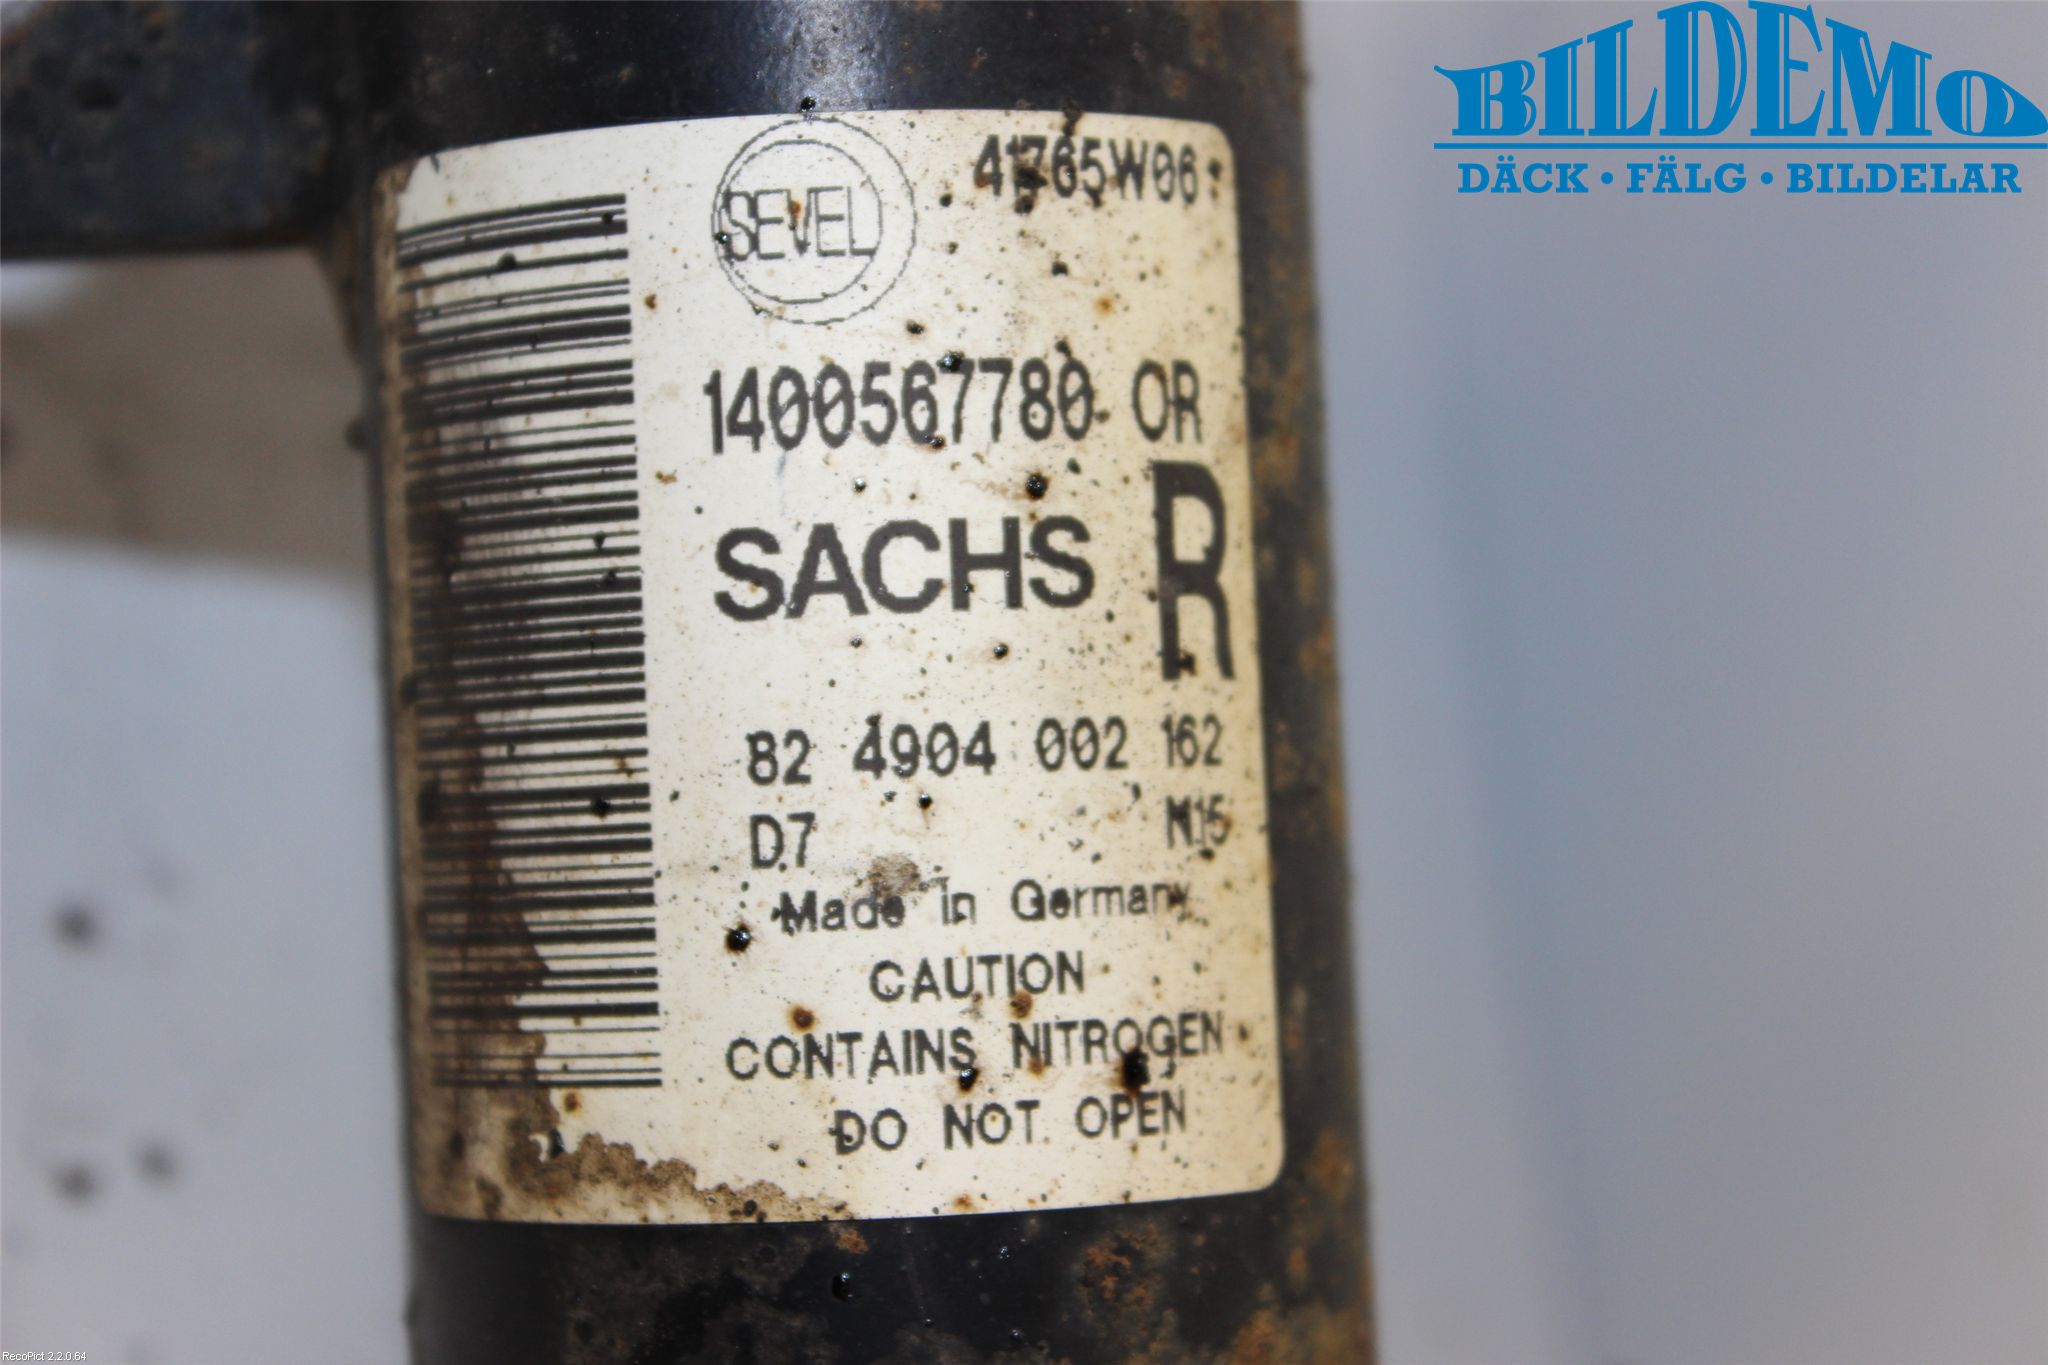 BILDEMO
DÄCK • FÄLG • BILDELAR
41765W06
SEVEL
1400567780 OR
SACHS R
82 4904 002 162
D7 M15
Made in Germany
CAUTION
CONTAINS NITROGEN
DO NOT OPEN
RecoPict 2.2.0.64